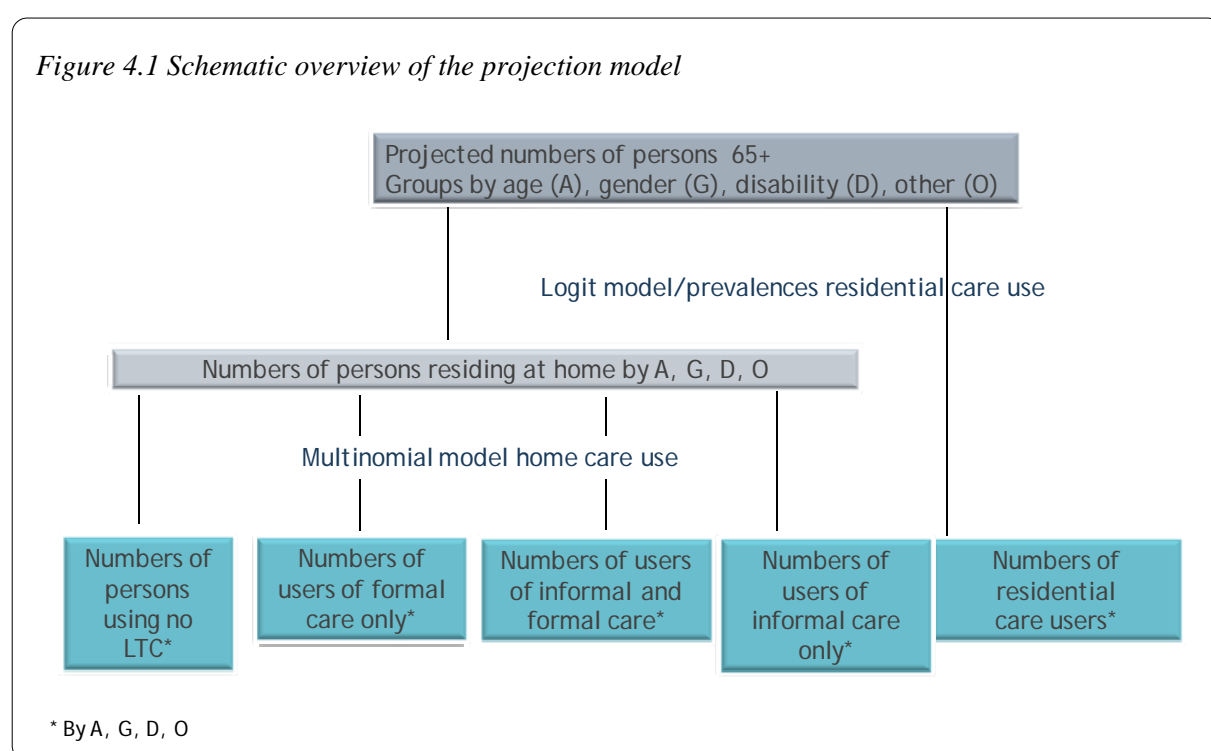 Figure 4.1 Schematic overview of the projection model
Projected numbers of persons 65+
Groups by age (A), gender (G), disability (D), other (O)
Logit model/prevalences residential care use
Numbers of persons residing at home by A, G, D, O
Multinomial model home care use
Numbers of
persons
using no
LTC*
Numbers of
users of formal
care only*
Numbers of users
of informal and
formal care*
Numbers of
users of
informal care
only*
Numbers of
residential
care users*
* By A, G, D, O